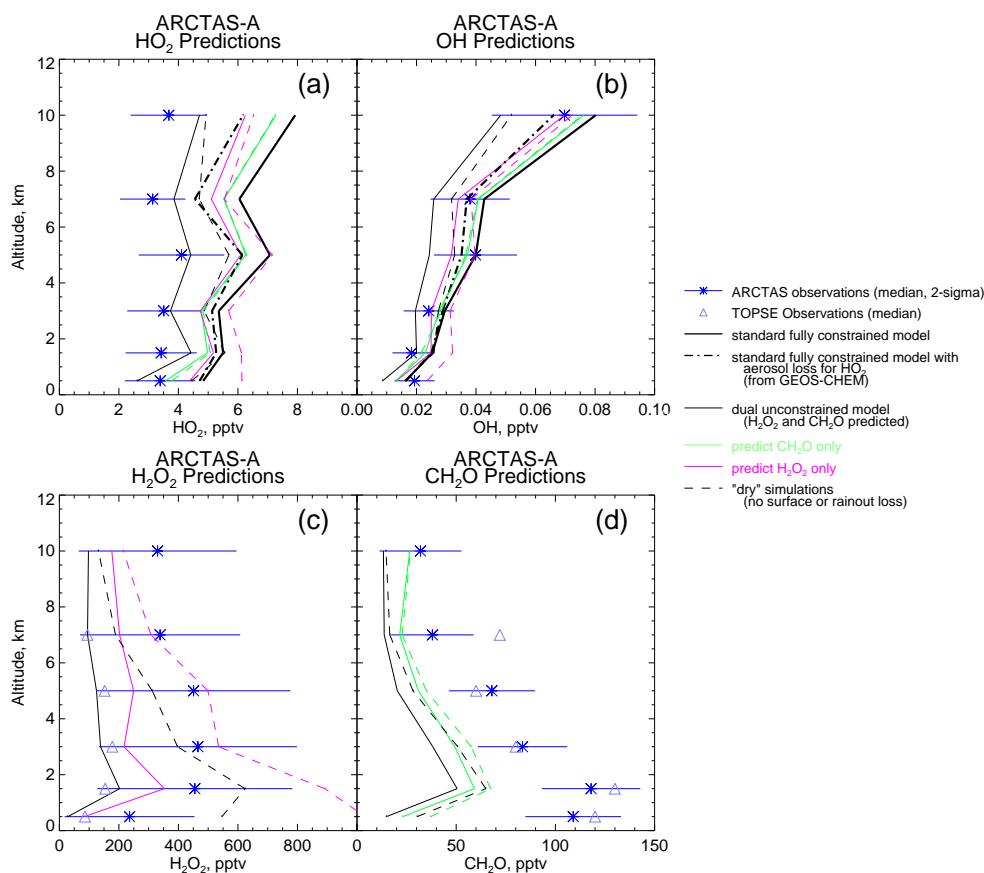 ARCTAS-A
HO₂ Predictions
ARCTAS-A
OH Predictions
12
10
8
6
4
2
0
Altitude, km
(a)
(b)
0
2
4
6
8
0.00
0.02
0.04
0.06
0.08
0.10
HO₂, pptv
OH, pptv
ARCTAS observations (median, 2-sigma)
TOPSE Observations (median)
standard fully constrained model
standard fully constrained model with
aerosol loss for HO₂
(from GEOS-CHEM)
dual unconstrained model
(H₂O₂ and CH₂O predicted)
predict CH₂O only
predict H₂O₂ only
"dry" simulations
(no surface or rainout loss)
ARCTAS-A
H₂O₂ Predictions
ARCTAS-A
CH₂O Predictions
12
10
8
6
4
2
0
Altitude, km
(c)
(d)
0
200
400
600
800
0
50
100
150
H₂O₂, pptv
CH₂O, pptv